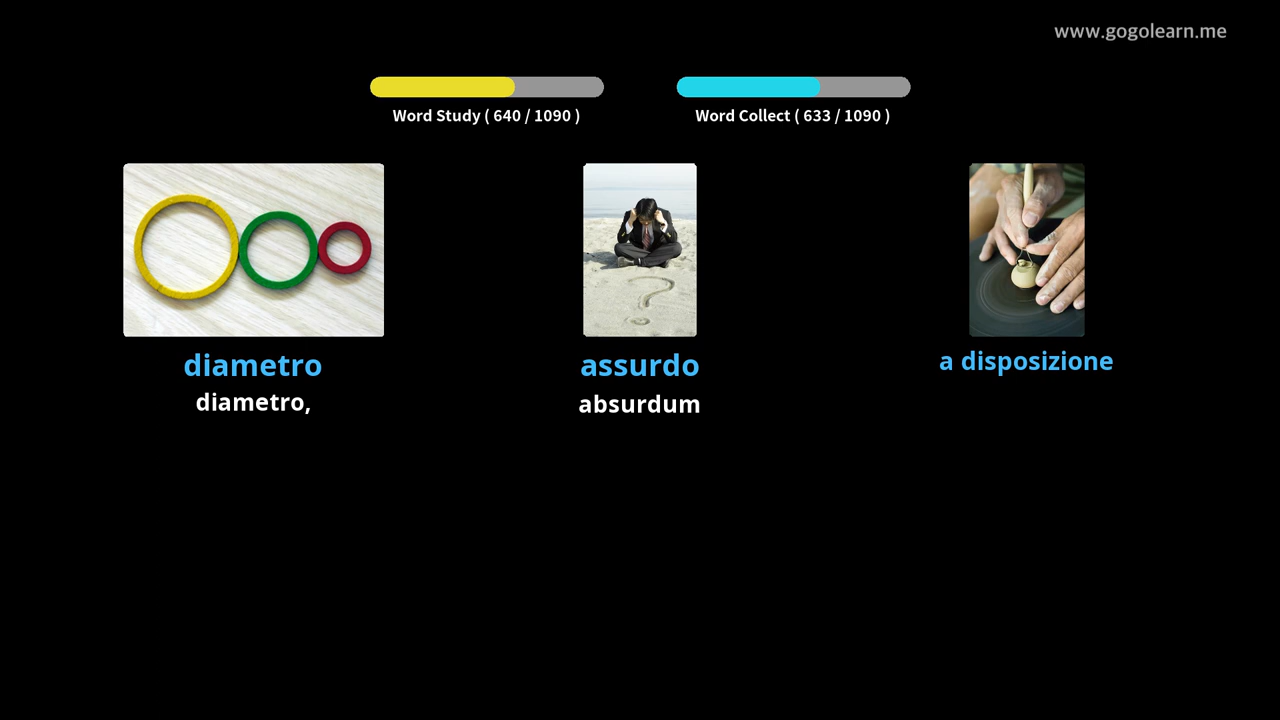 www.gogolearn.me
Word Study ( 640 / 1090 )
Word Collect ( 633 / 1090 )
diametro
diametro,
assurdo
absurdum
a disposizione